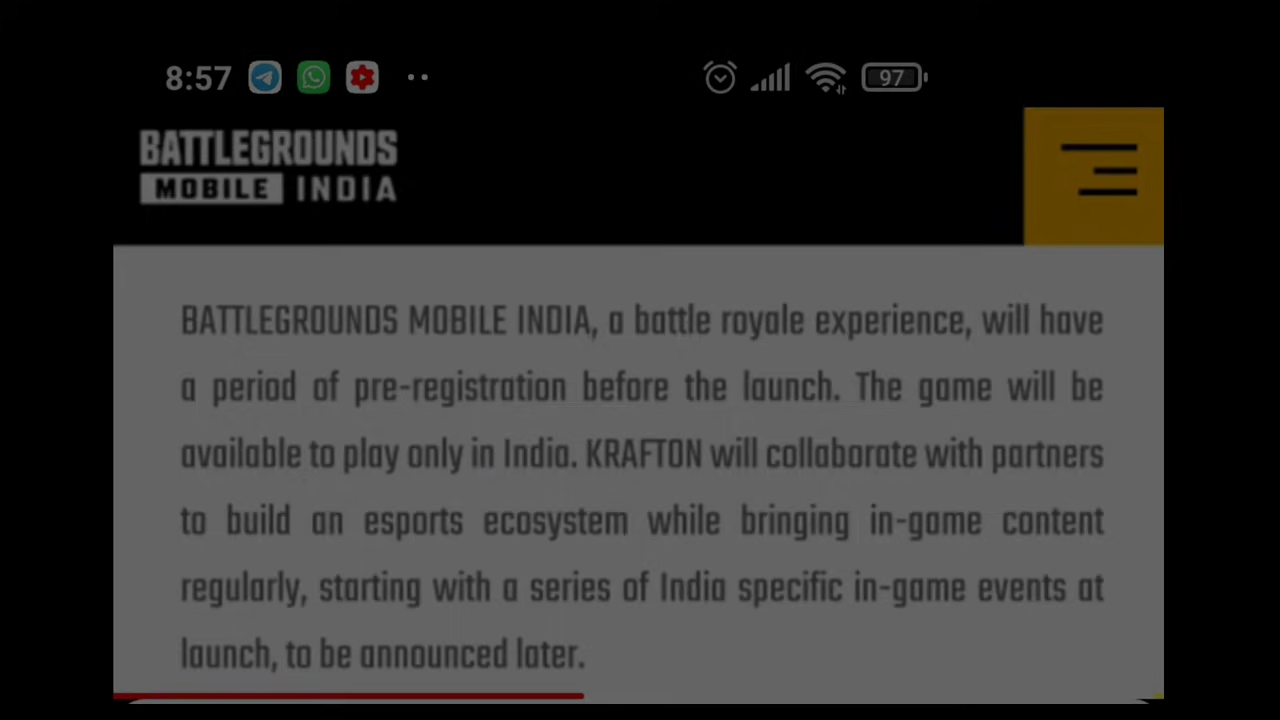 8:57
97
BATTLEGROUNDS
MOBILE INDIA
BATTLEGROUNDS MOBILE INDIA, a battle royale experience, will have
a period of pre-registration before the launch. The game will be
available to play only in India. KRAFTON will collaborate with partners
to build an esports ecosystem while bringing in-game content
regularly, starting with a series of India specific in-game events at
launch, to be announced later.